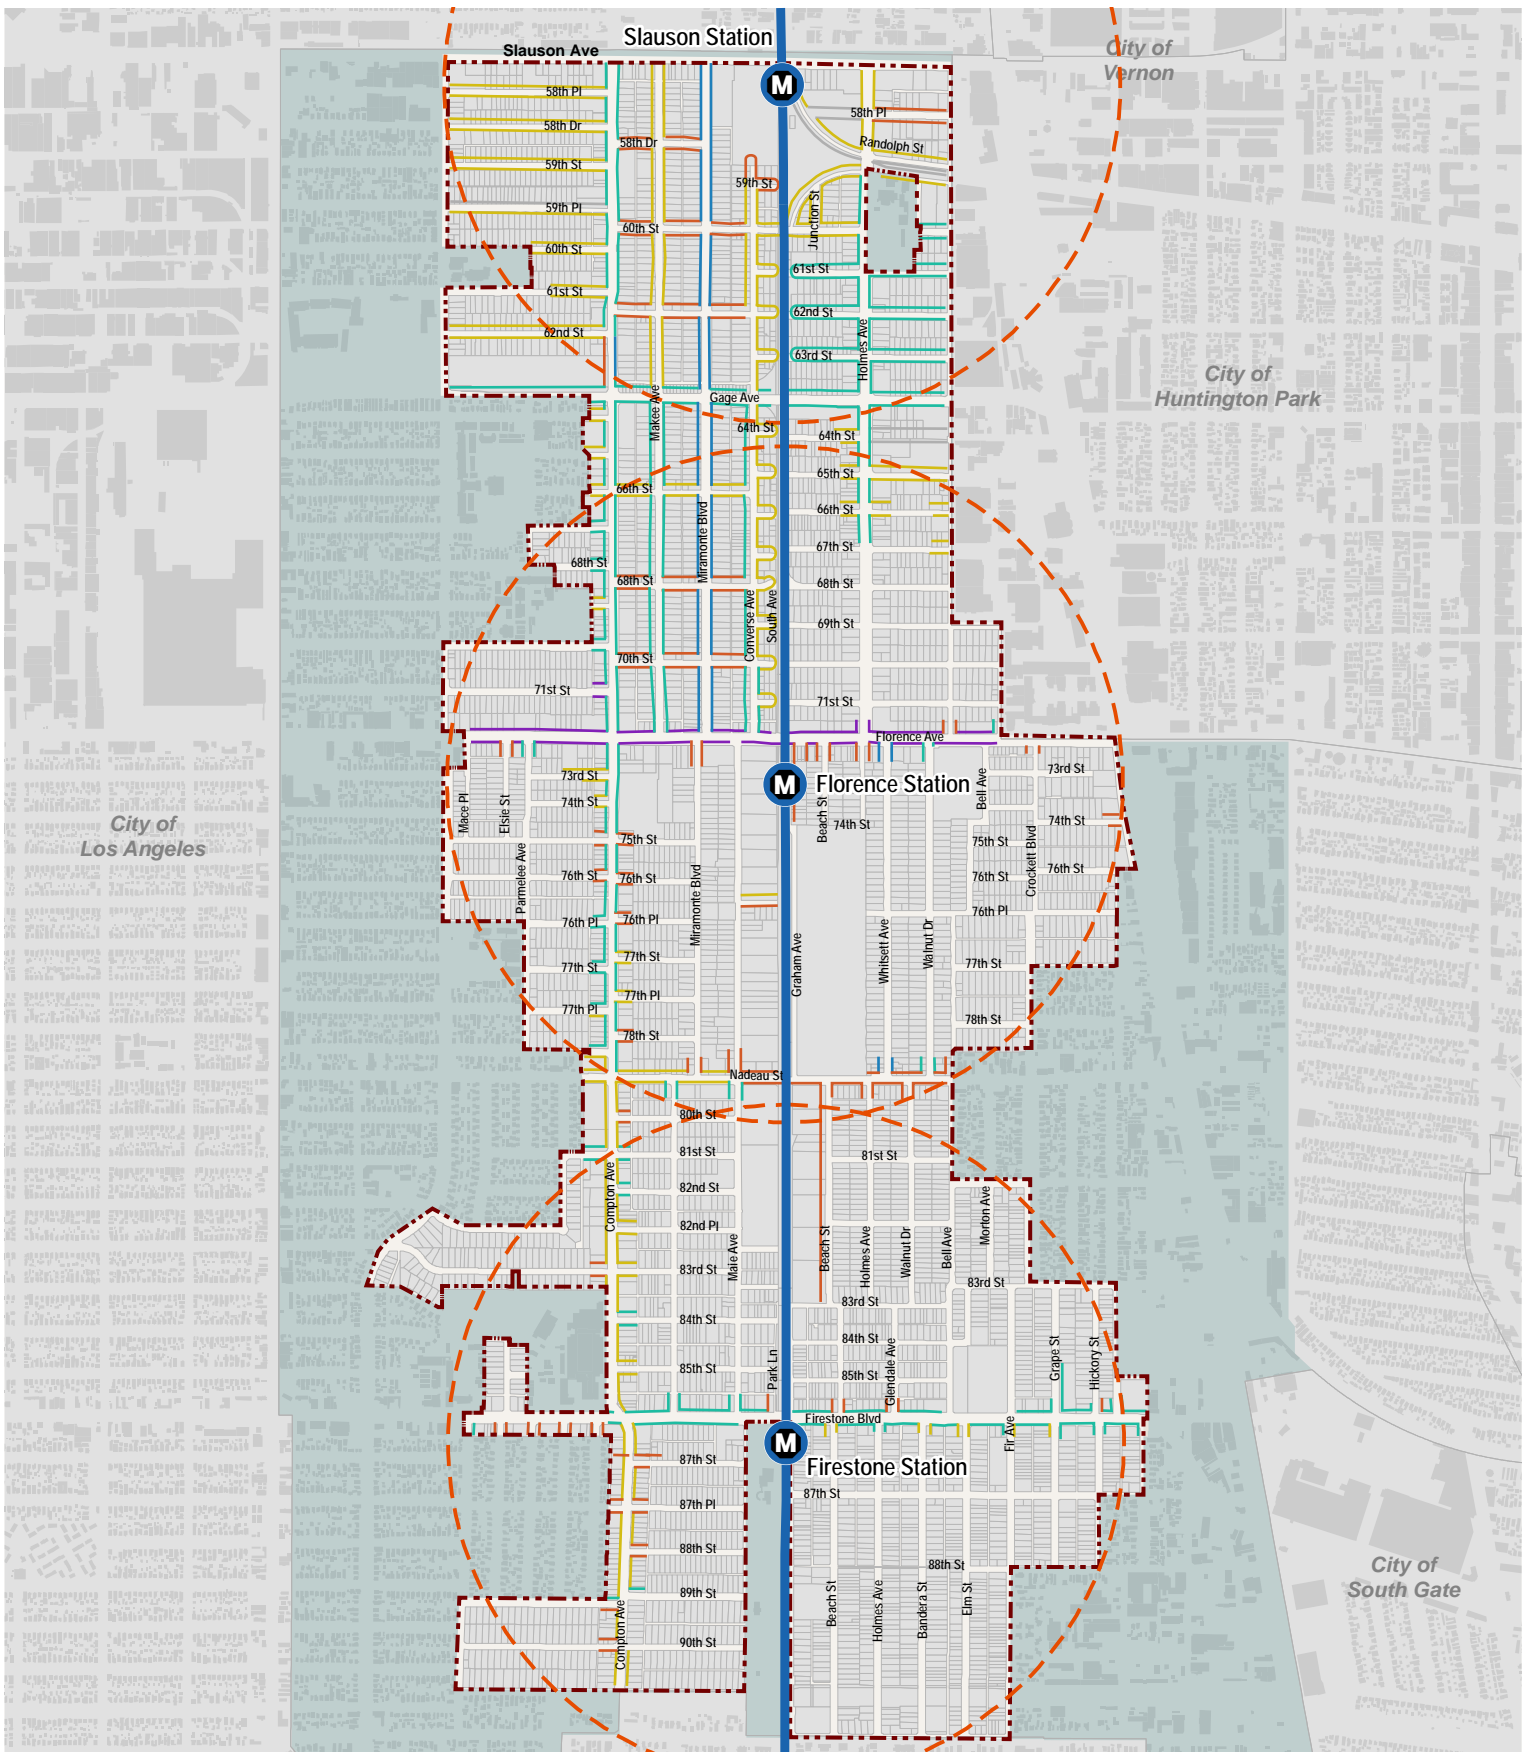 Slauson Station
Slauson Ave
City of
Vernon
M
58th Pl
58th Pl
58th Dr
58th Dr
Randolph St
59th St
59th St
59th Pl
Junction St
60th St
60th St
61st St
61st St
62nd St
62nd St
63rd St
Holmes Ave
City of
Huntington Park
Gage Ave
Makee Ave
64th St
64th St
65th St
66th St
66th St
Miramonte Blvd
67th St
68th St
68th St
68th St
Converse Ave
South Ave
69th St
70th St
71st St
71st St
Florence Ave
M
Florence Station
73rd St
73rd St
74th St
Mace Pl
Elsie St
Beach St
Bell Ave
74th St
74th St
City of
Los Angeles
75th St
75th St
Crockett Blvd
76th St
76th St
76th St
76th St
Parmelee Ave
Miramonte Blvd
76th Pl
76th Pl
76th Pl
Graham Ave
Whitsett Ave
Walnut Dr
77th St
77th St
77th St
77th Pl
77th Pl
78th St
78th St
Nadeau St
80th St
81st St
81st St
Compton Ave
82nd St
82nd Pl
Maie Ave
Beach St
Holmes Ave
Walnut Dr
Bell Ave
Morton Ave
83rd St
83rd St
83rd St
84th St
84th St
85th St
85th St
Park Ln
Glendale Ave
Grape St
Hickory St
Firestone Blvd
Fir Ave
M
Firestone Station
87th St
87th St
87th Pl
88th St
88th St
89th St
Beach St
Holmes Ave
Bandera St
Elm St
City of
South Gate
Compton Ave
90th St